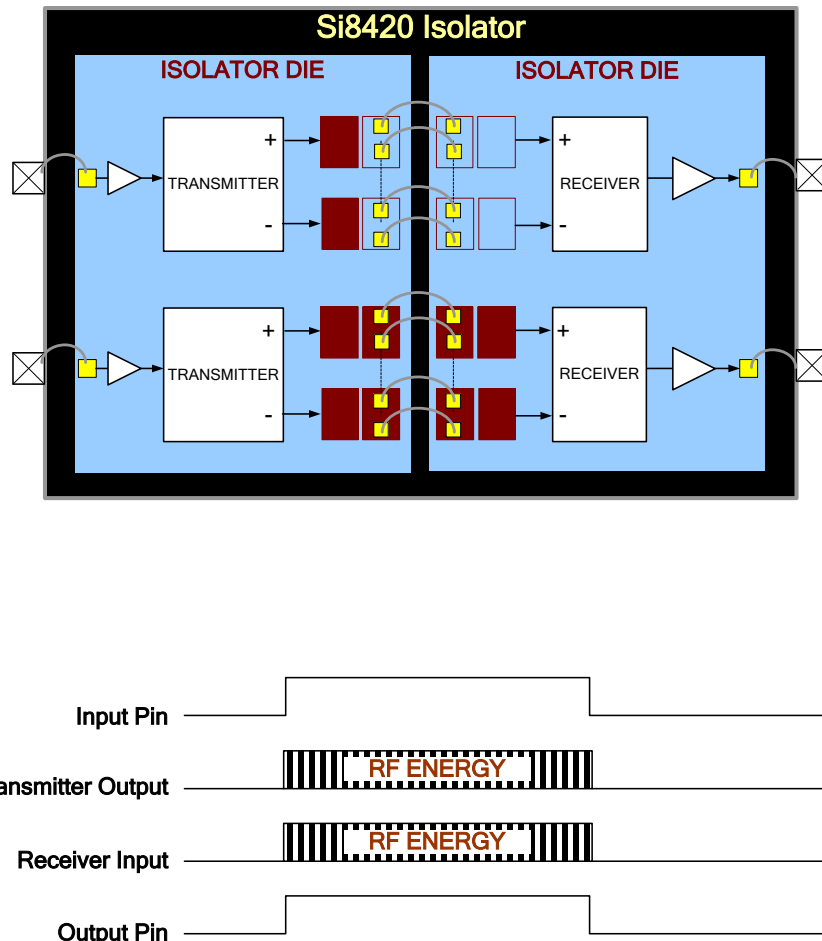 Si8420 Isolator
ISOLATOR DIE
ISOLATOR DIE
+
+
TRANSMITTER
RECEIVER
-
-
+
+
TRANSMITTER
RECEIVER
-
-
Input Pin
ansmitter Output
RF ENERGY
Receiver Input
RF ENERGY
Output Pin